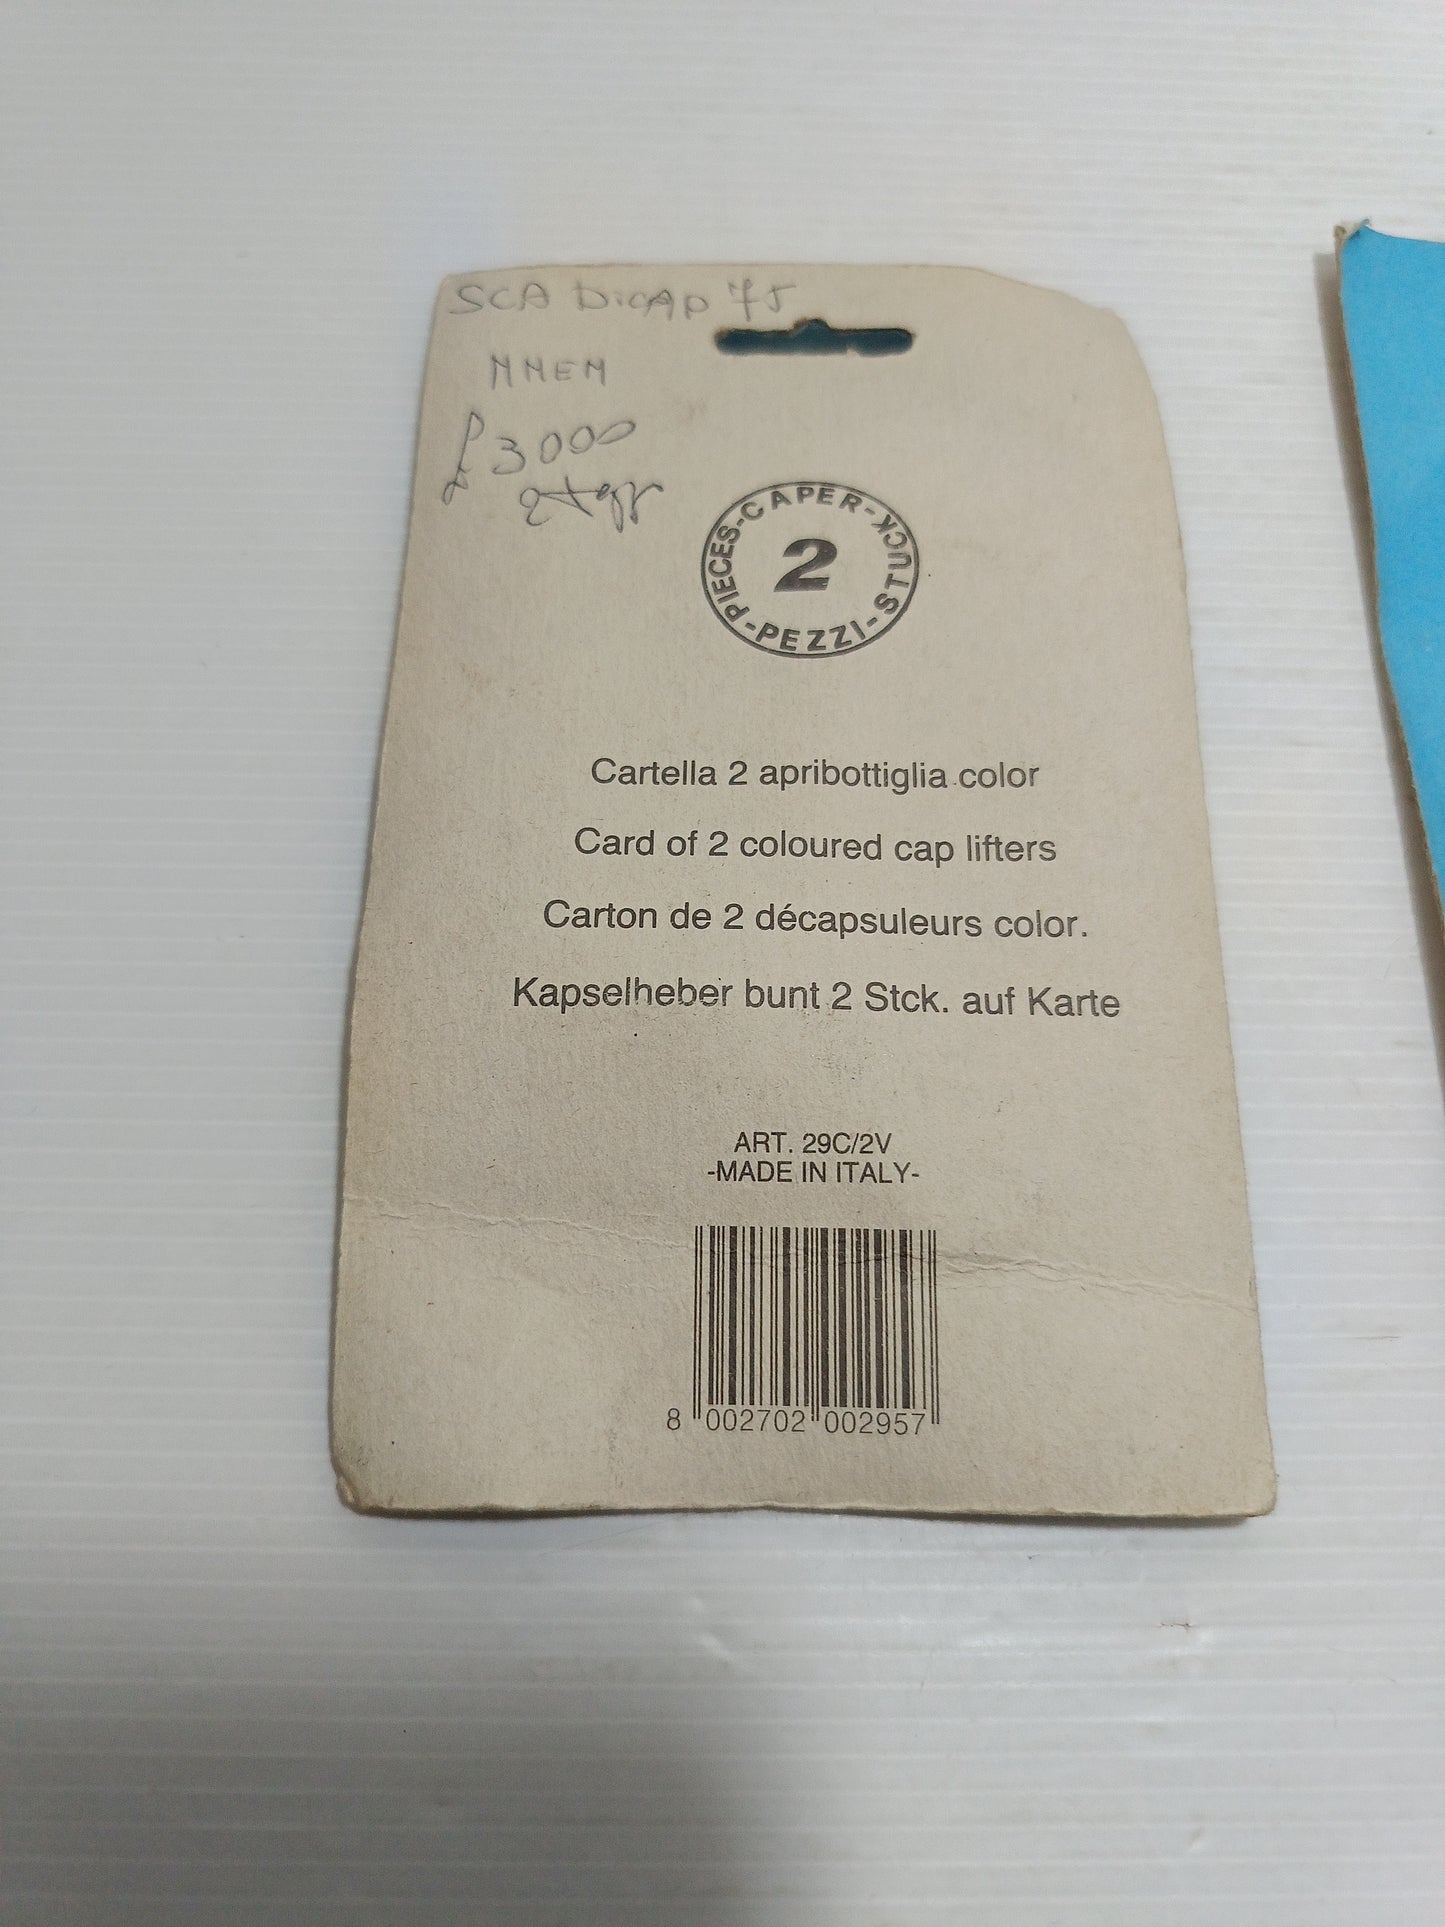 SCA DiCAP 75
MMEM
£ 3000
PIECES-CAPER-STUCK-PEZZI-
2
Cartella 2 apribottiglia color
Card of 2 coloured cap lifters
Carton de 2 décapsuleurs color.
Kapselheber bunt 2 Stck. auf Karte
ART. 29C/2V
-MADE IN ITALY-
8 002702 002957